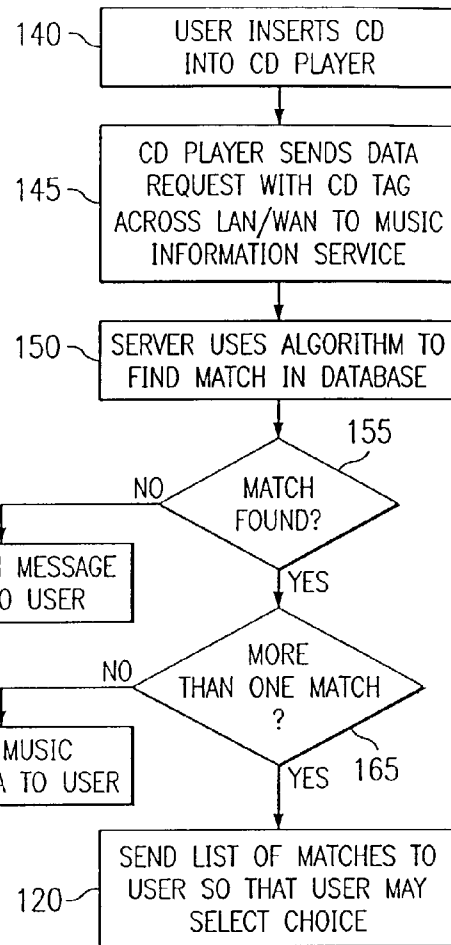 140
USER INSERTS CD
INTO CD PLAYER
145
CD PLAYER SENDS DATA
REQUEST WITH CD TAG
ACROSS LAN/WAN TO MUSIC
INFORMATION SERVICE
150
SERVER USES ALGORITHM TO
FIND MATCH IN DATABASE
155
NO
MATCH
FOUND?
MESSAGE
USER
YES
NO
MORE
THAN ONE MATCH
?
165
MUSIC
TO USER
YES
120
SEND LIST OF MATCHES TO
USER SO THAT USER MAY
SELECT CHOICE